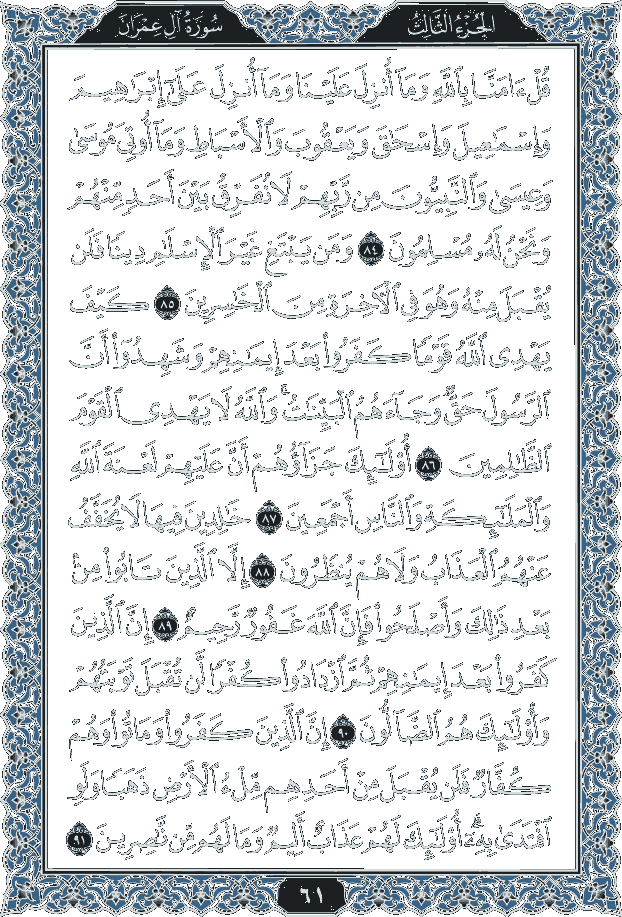 الجزء الثالث
سورة آل عمران
قُلْ ءَامَنَّا بِٱللَّهِ وَمَآ أُنزِلَ عَلَيْنَا وَمَآ أُنزِلَ عَلَىٰٓ إِبْرَٰهِيمَ
وَإِسْمَٰعِيلَ وَإِسْحَٰقَ وَيَعْقُوبَ وَٱلْأَسْبَاطِ وَمَآ أُوتِىَ مُوسَىٰ
وَعِيسَىٰ وَٱلنَّبِيُّونَ مِن رَّبِّهِمْ لَا نُفَرِّقُ بَيْنَ أَحَدٍ مِّنْهُمْ
وَنَحْنُ لَهُۥ مُسْلِمُونَ ٨٤ وَمَن يَبْتَغِ غَيْرَ ٱلْإِسْلَٰمِ دِينًا فَلَن
يُقْبَلَ مِنْهُ وَهُوَ فِى ٱلْءَاخِرَةِ مِنَ ٱلْخَٰسِرِينَ ٨٥ كَيْفَ
يَهْدِى ٱللَّهُ قَوْمًا كَفَرُوا۟ بَعْدَ إِيمَٰنِهِمْ وَشَهِدُوٓا۟ أَنَّ
ٱلرَّسُولَ حَقٌّ وَجَآءَهُمُ ٱلْبَيِّنَٰتُ ۚ وَٱللَّهُ لَا يَهْدِى ٱلْقَوْمَ
ٱلظَّٰلِمِينَ ٨٦ أُو۟لَٰٓئِكَ جَزَآؤُهُمْ أَنَّ عَلَيْهِمْ لَعْنَةَ ٱللَّهِ
وَٱلْمَلَٰٓئِكَةِ وَٱلنَّاسِ أَجْمَعِينَ ٨٧ خَٰلِدِينَ فِيهَا لَا يُخَفَّفُ
عَنْهُمُ ٱلْعَذَابُ وَلَا هُمْ يُنظَرُونَ ٨٨ إِلَّا ٱلَّذِينَ تَابُوا۟ مِنۢ
بَعْدِ ذَٰلِكَ وَأَصْلَحُوا۟ فَإِنَّ ٱللَّهَ غَفُورٌ رَّحِيمٌ ٨٩ إِنَّ ٱلَّذِينَ
كَفَرُوا۟ بَعْدَ إِيمَٰنِهِمْ ثُمَّ ٱزْدَادُوا۟ كُفْرًا لَّن تُقْبَلَ تَوْبَتُهُمْ
وَأُو۟لَٰٓئِكَ هُمُ ٱلضَّآلُّونَ ٩٠ إِنَّ ٱلَّذِينَ كَفَرُوا۟ وَمَاتُوا۟ وَهُمْ
كُفَّارٌ فَلَن يُقْبَلَ مِنْ أَحَدِهِم مِّلْءُ ٱلْأَرْضِ ذَهَبًا وَلَوِ
ٱفْتَدَىٰ بِهِۦٓ ۗ أُو۟لَٰٓئِكَ لَهُمْ عَذَابٌ أَلِيمٌ وَمَا لَهُم مِّن نَّٰصِرِينَ ٩١
٦١